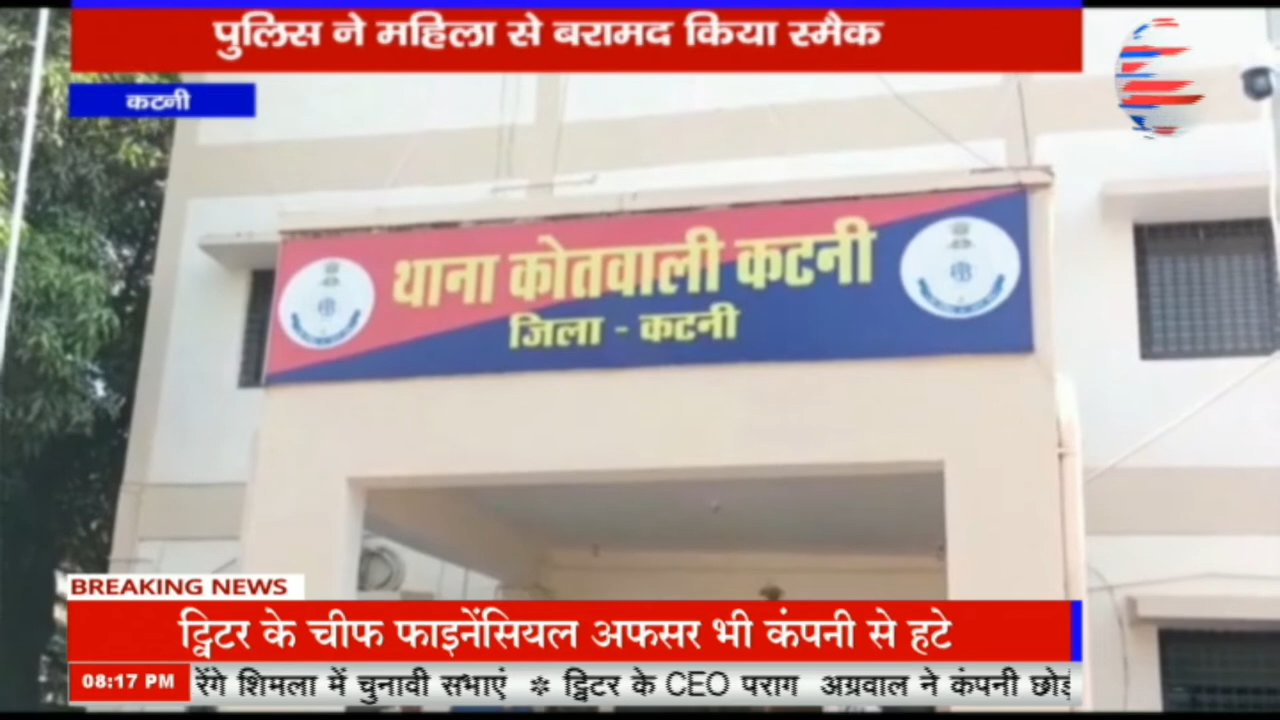 पुलिस ने महिला से बरामद किया स्मैक
कटनी
थाना कोतवाली कटनी
जिला - कटनी
BREAKING NEWS
ट्विटर के चीफ फाइनेंसियल अफसर भी कंपनी से हटे
08:17 PM
रेंगे शिमला में चुनावी सभाएं ❊ ट्विटर के CEO पराग अग्रवाल ने कंपनी